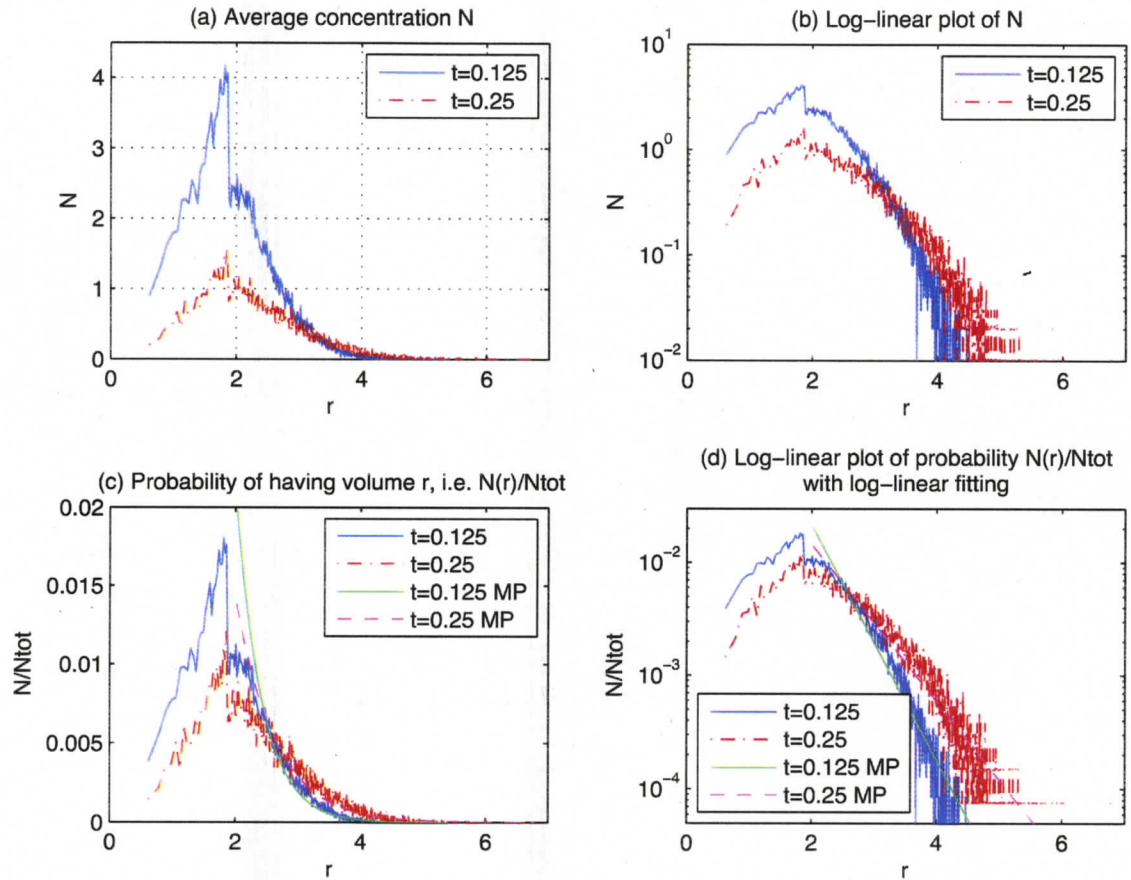 (a) Average concentration N
4
3
2
1
0
N
0
2
4
6
r
t=0.125
t=0.25
(b) Log-linear plot of N
10^1
10^0
10^-1
10^-2
N
0
2
4
6
r
t=0.125
t=0.25
(c) Probability of having volume r, i.e. N(r)/Ntot
0.02
0.015
0.01
0.005
0
N/Ntot
0
2
4
6
r
t=0.125
t=0.25
t=0.125 MP
t=0.25 MP
(d) Log-linear plot of probability N(r)/Ntot
with log-linear fitting
10^-2
10^-3
10^-4
N/Ntot
0
2
4
6
r
t=0.125
t=0.25
t=0.125 MP
t=0.25 MP